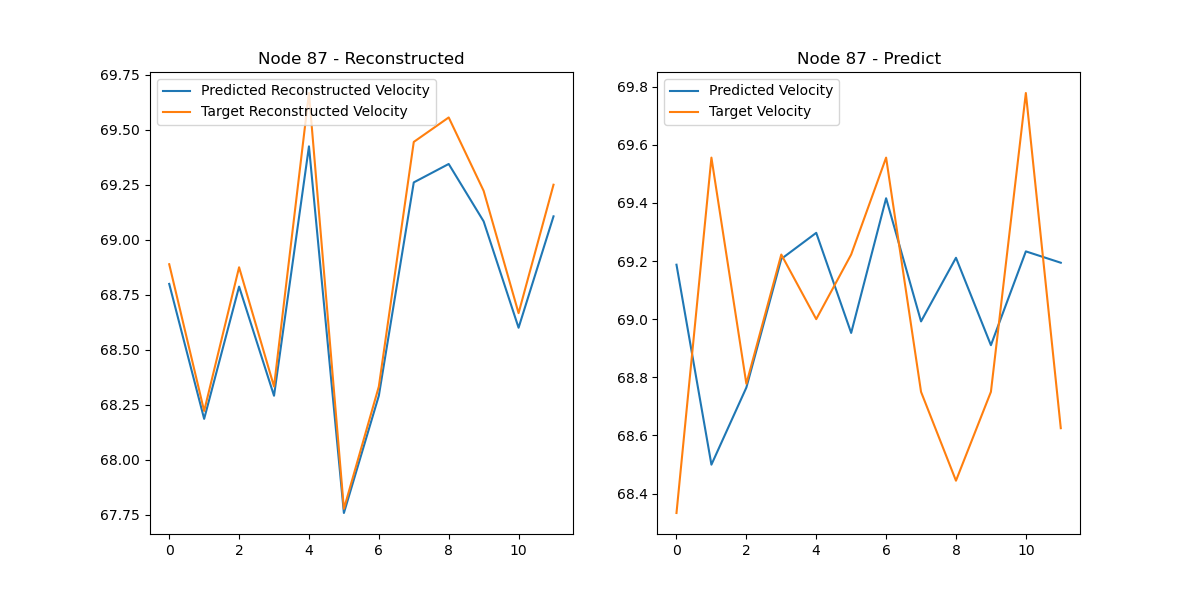 Node 87 - Reconstructed
Predicted Reconstructed Velocity
Target Reconstructed Velocity
69.75
69.50
69.25
69.00
68.75
68.50
68.25
68.00
67.75
0 2 4 6 8 10
Node 87 - Predict
Predicted Velocity
Target Velocity
69.8
69.6
69.4
69.2
69.0
68.8
68.6
68.4
0 2 4 6 8 10